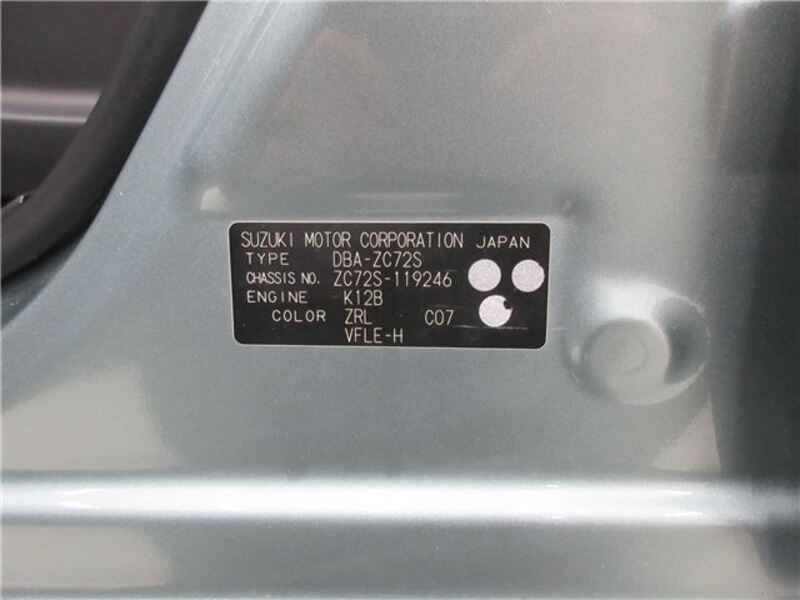 SUZUKI MOTOR CORPORATION JAPAN
TYPE DBA-ZC72S
CHASSIS NO. ZC72S-119246
ENGINE K12B
COLOR ZRL C07
VFLE-H